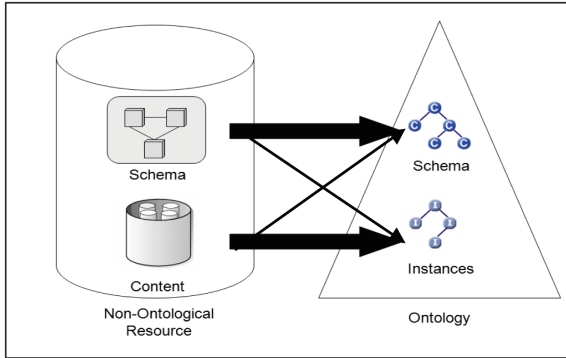 Schema
Content
Non-Ontological
Resource
C
C C
C C
Schema
I
I I
I
Instances
Ontology